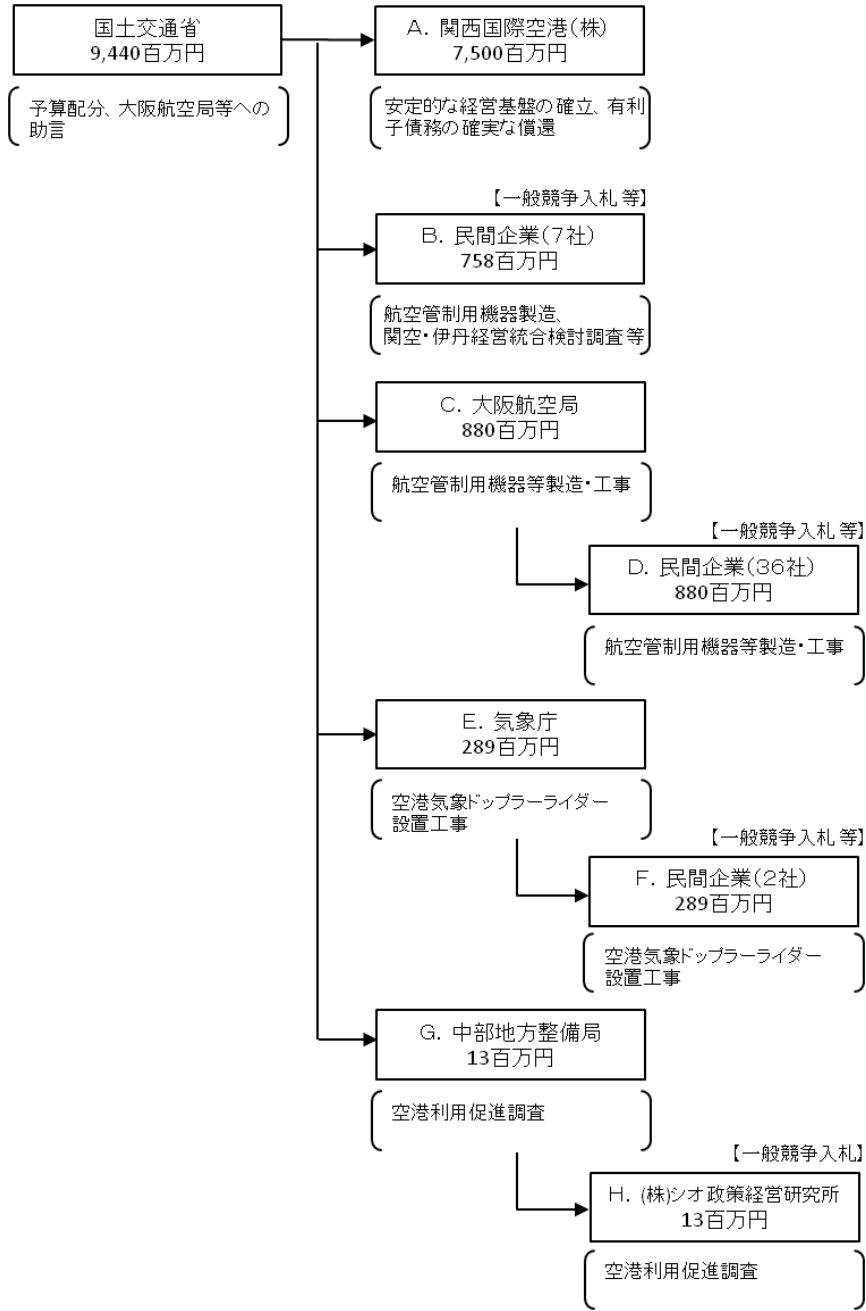 国土交通省
9,440百万円
予算配分、大阪航空局等への
助言
A. 関西国際空港(株)
7,500百万円
安定的な経営基盤の確立、有利
子債務の確実な償還
【一般競争入札等】
B. 民間企業(7社)
758百万円
航空管制用機器製造、
関空・伊丹経営統合検討調査等
C. 大阪航空局
880百万円
航空管制用機器等製造・工事
【一般競争入札等】
D. 民間企業(36社)
880百万円
航空管制用機器等製造・工事
E. 気象庁
289百万円
空港気象ドップラーライダー
設置工事
【一般競争入札等】
F. 民間企業(2社)
289百万円
空港気象ドップラーライダー
設置工事
G. 中部地方整備局
13百万円
空港利用促進調査
【一般競争入札】
H. (株)シオ政策経営研究所
13百万円
空港利用促進調査